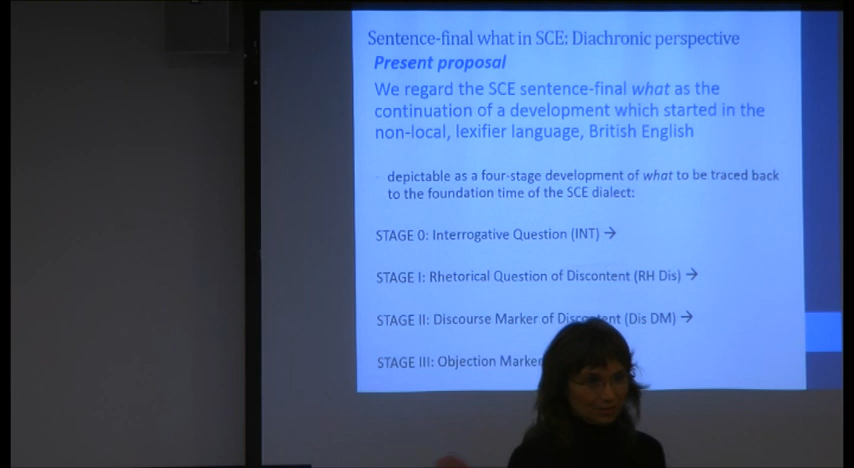 Sentence-final what in SCE: Diachronic perspective
Present proposal
We regard the SCE sentence-final what as the
continuation of a development which started in the
non-local, lexifier language, British English
depictable as a four-stage development of what to be traced back
to the foundation time of the SCE dialect:
STAGE 0: Interrogative Question (INT) →
STAGE I: Rhetorical Question of Discontent (RH Dis) →
STAGE II: Discourse Marker of Discontent (Dis DM) →
STAGE III: Objection Marker